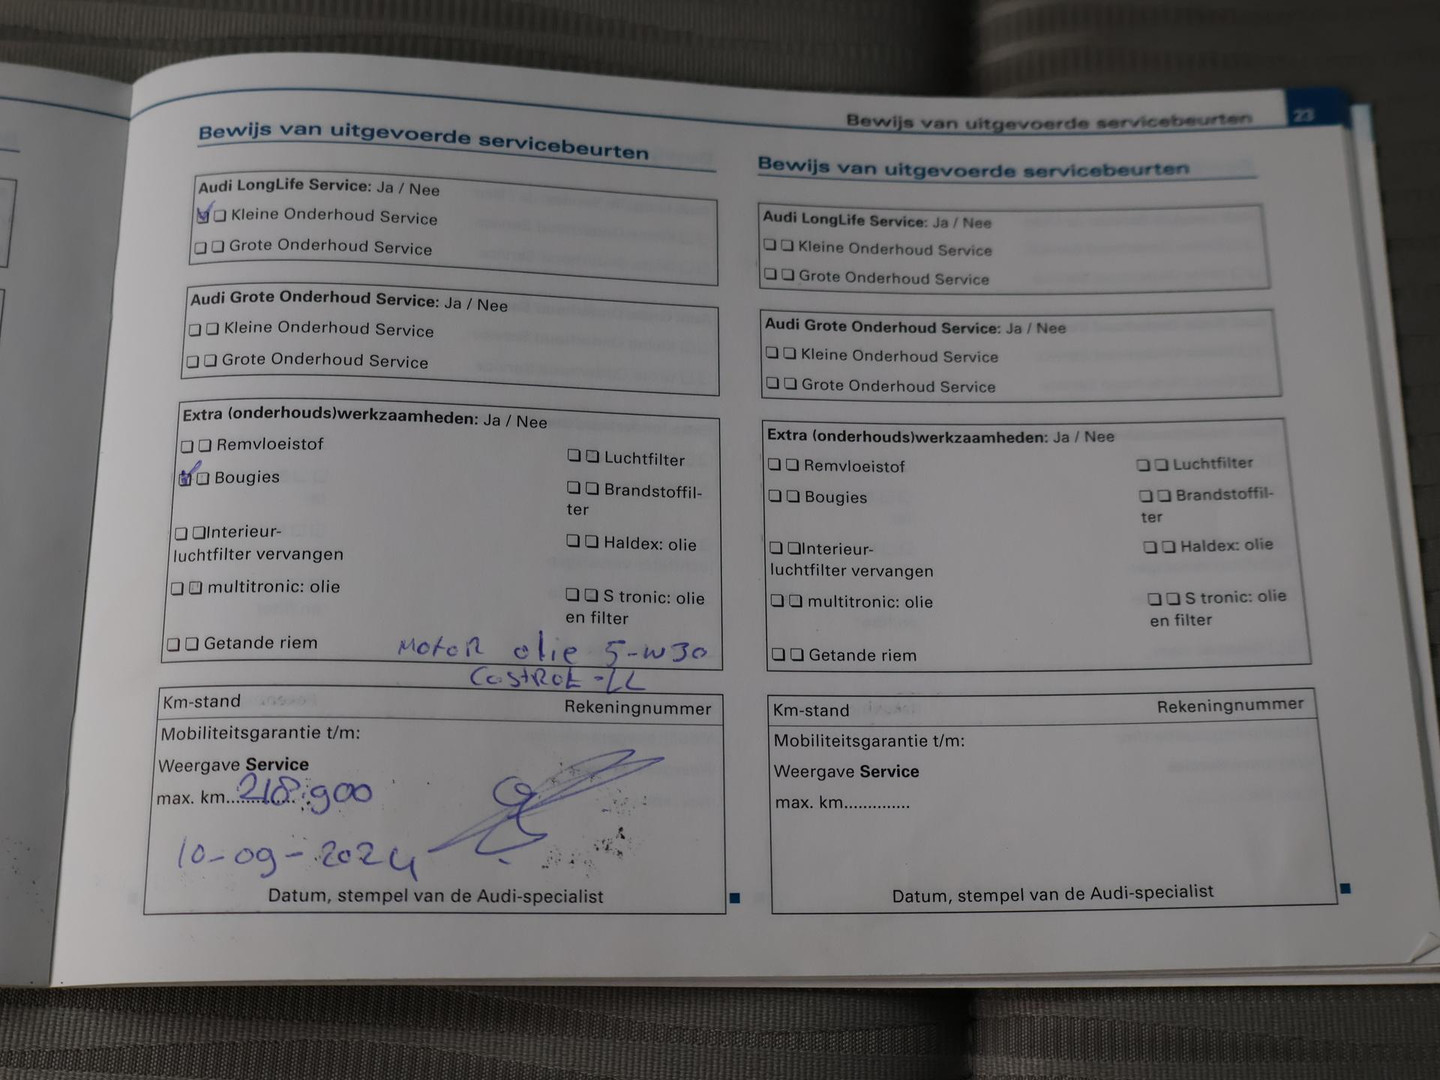 Bewijs van uitgevoerde servicebeurten 23
Bewijs van uitgevoerde servicebeurten
Audi LongLife Service: Ja / Nee
Kleine Onderhoud Service
Grote Onderhoud Service
Audi Grote Onderhoud Service: Ja / Nee
Kleine Onderhoud Service
Grote Onderhoud Service
Extra (onderhouds)werkzaamheden: Ja / Nee
Remvloeistof
Bougies
Interieur-
luchtfilter vervangen
multitronic: olie
Getande riem
Luchtfilter
Brandstoffil-
ter
Haldex: olie
S tronic: olie
en filter
Motor olie 5-w30
CastRoL -LL
Km-stand Rekeningnummer
Mobiliteitsgarantie t/m:
Weergave Service
max. km.............. 218.900
10-09-2024
Datum, stempel van de Audi-specialist
Bewijs van uitgevoerde servicebeurten
Audi LongLife Service: Ja / Nee
Kleine Onderhoud Service
Grote Onderhoud Service
Audi Grote Onderhoud Service: Ja / Nee
Kleine Onderhoud Service
Grote Onderhoud Service
Extra (onderhouds)werkzaamheden: Ja / Nee
Remvloeistof
Bougies
Interieur-
luchtfilter vervangen
multitronic: olie
Getande riem
Luchtfilter
Brandstoffil-
ter
Haldex: olie
S tronic: olie
en filter
Km-stand Rekeningnummer
Mobiliteitsgarantie t/m:
Weergave Service
max. km..............
Datum, stempel van de Audi-specialist